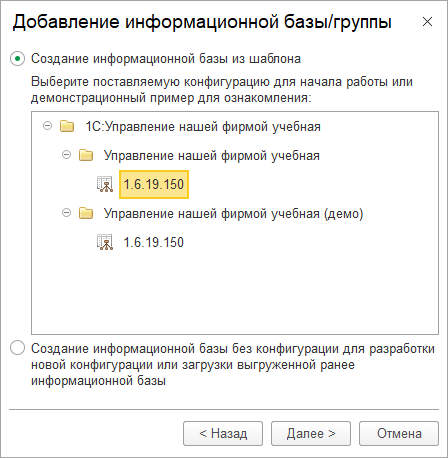 Добавление информационной базы/группы
Создание информационной базы из шаблона
Выберите поставляемую конфигурацию для начала работы или
демонстрационный пример для ознакомления:
1С:Управление нашей фирмой учебная
Управление нашей фирмой учебная
1.6.19.150
Управление нашей фирмой учебная (демо)
1.6.19.150
Создание информационной базы без конфигурации для разработки
новой конфигурации или загрузки выгруженной ранее
информационной базы
< Назад Далее > Отмена